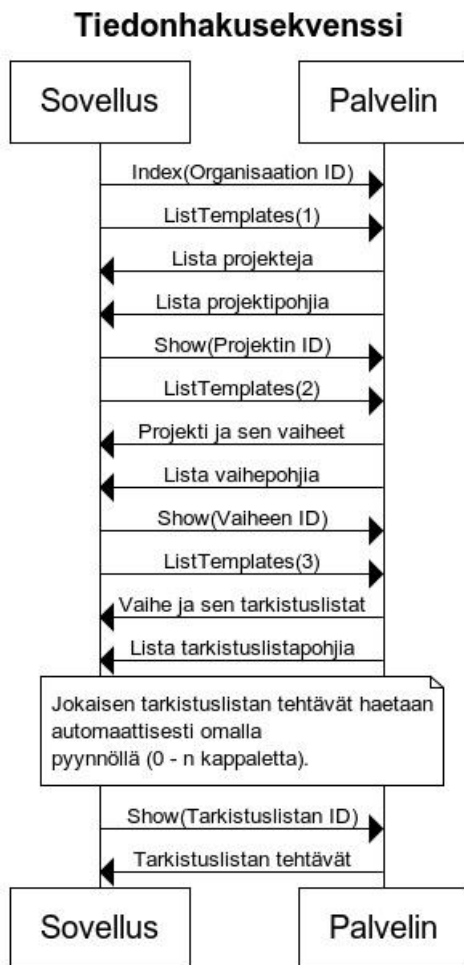 Tiedonhakusekvenssi
Sovellus
Palvelin
Index(Organisaation ID)
ListTemplates(1)
Lista projekteja
Lista projektipohjia
Show(Projektin ID)
ListTemplates(2)
Projekti ja sen vaiheet
Lista vaihepohjia
Show(Vaiheen ID)
ListTemplates(3)
Vaihe ja sen tarkistuslistat
Lista tarkistuslistapohjia
Jokaisen tarkistuslistan tehtävät haetaan
automaattisesti omalla
pyynnöllä (0 - n kappaletta).
Show(Tarkistuslistan ID)
Tarkistuslistan tehtävät
Sovellus
Palvelin